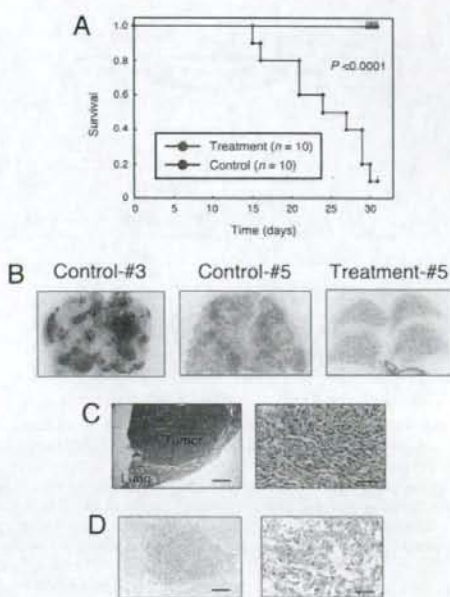 A
1.0
0.8
0.6
0.4
0.2
Survival
P <0.0001
Treatment (n = 10)
Control (n = 10)
0 5 10 15 20 25 30
Time (days)
B
Control-#3
Control-#5
Treatment-#5
C
Tumor
Lung
D